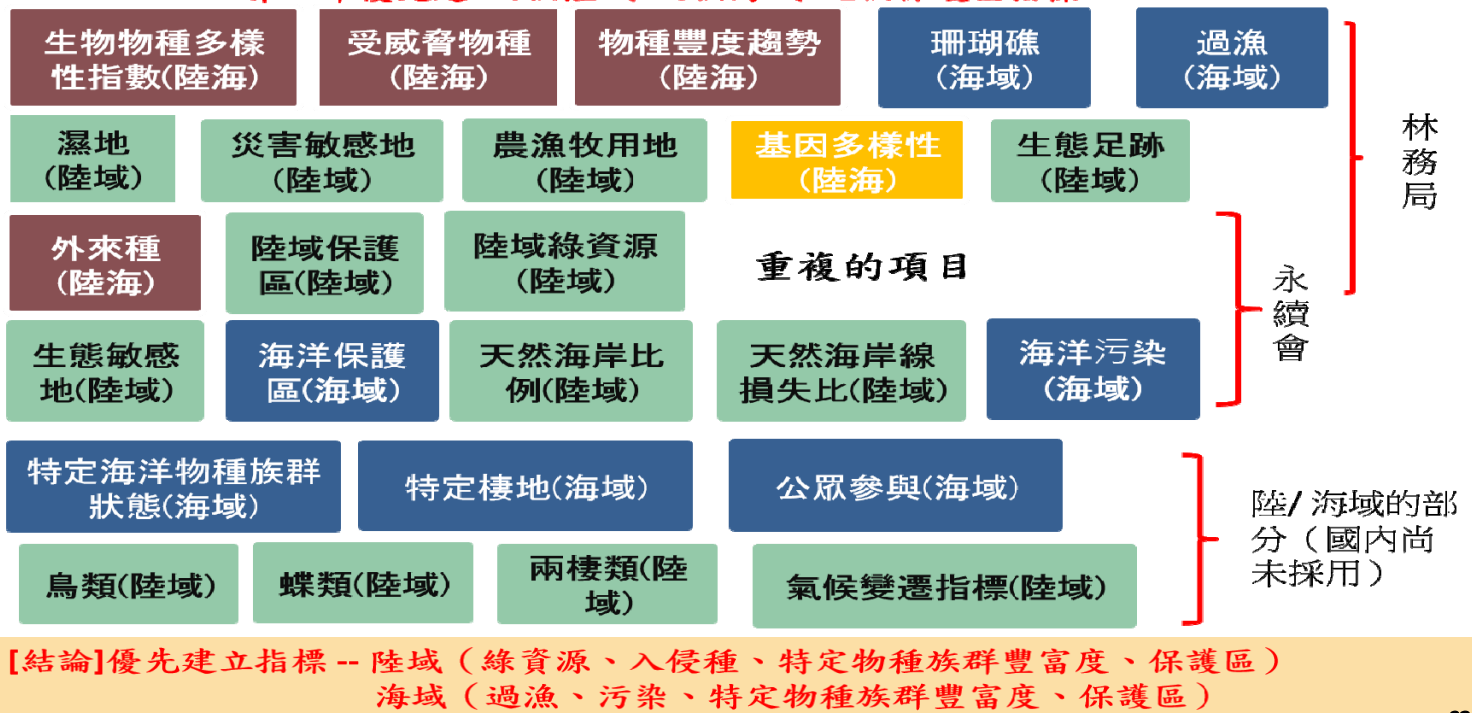 生物物種多樣
性指數(陸海)
受威脅物種
(陸海)
物種豐度趨勢
(陸海)
珊瑚礁
(海域)
過漁
(海域)
濕地
(陸域)
災害敏感地
(陸域)
農漁牧用地
(陸域)
基因多樣性
(陸海)
生態足跡
(陸域)
林
務
局
外來種
(陸海)
陸域保護
區(陸域)
陸域綠資源
(陸域)
重複的項目
永
續
會
生態敏感
地(陸域)
海洋保護
區(海域)
天然海岸比
例(陸域)
天然海岸線
損失比(陸域)
海洋污染
(海域)
特定海洋物種族群
狀態(海域)
特定棲地(海域)
公眾參與(海域)
鳥類(陸域)
蝶類(陸域)
兩棲類(陸
域)
氣候變遷指標(陸域)
陸/海域的部
分（國內尚
未採用）
[結論]優先建立指標 -- 陸域（綠資源、入侵種、特定物種族群豐富度、保護區）
海域（過漁、污染、特定物種族群豐富度、保護區）